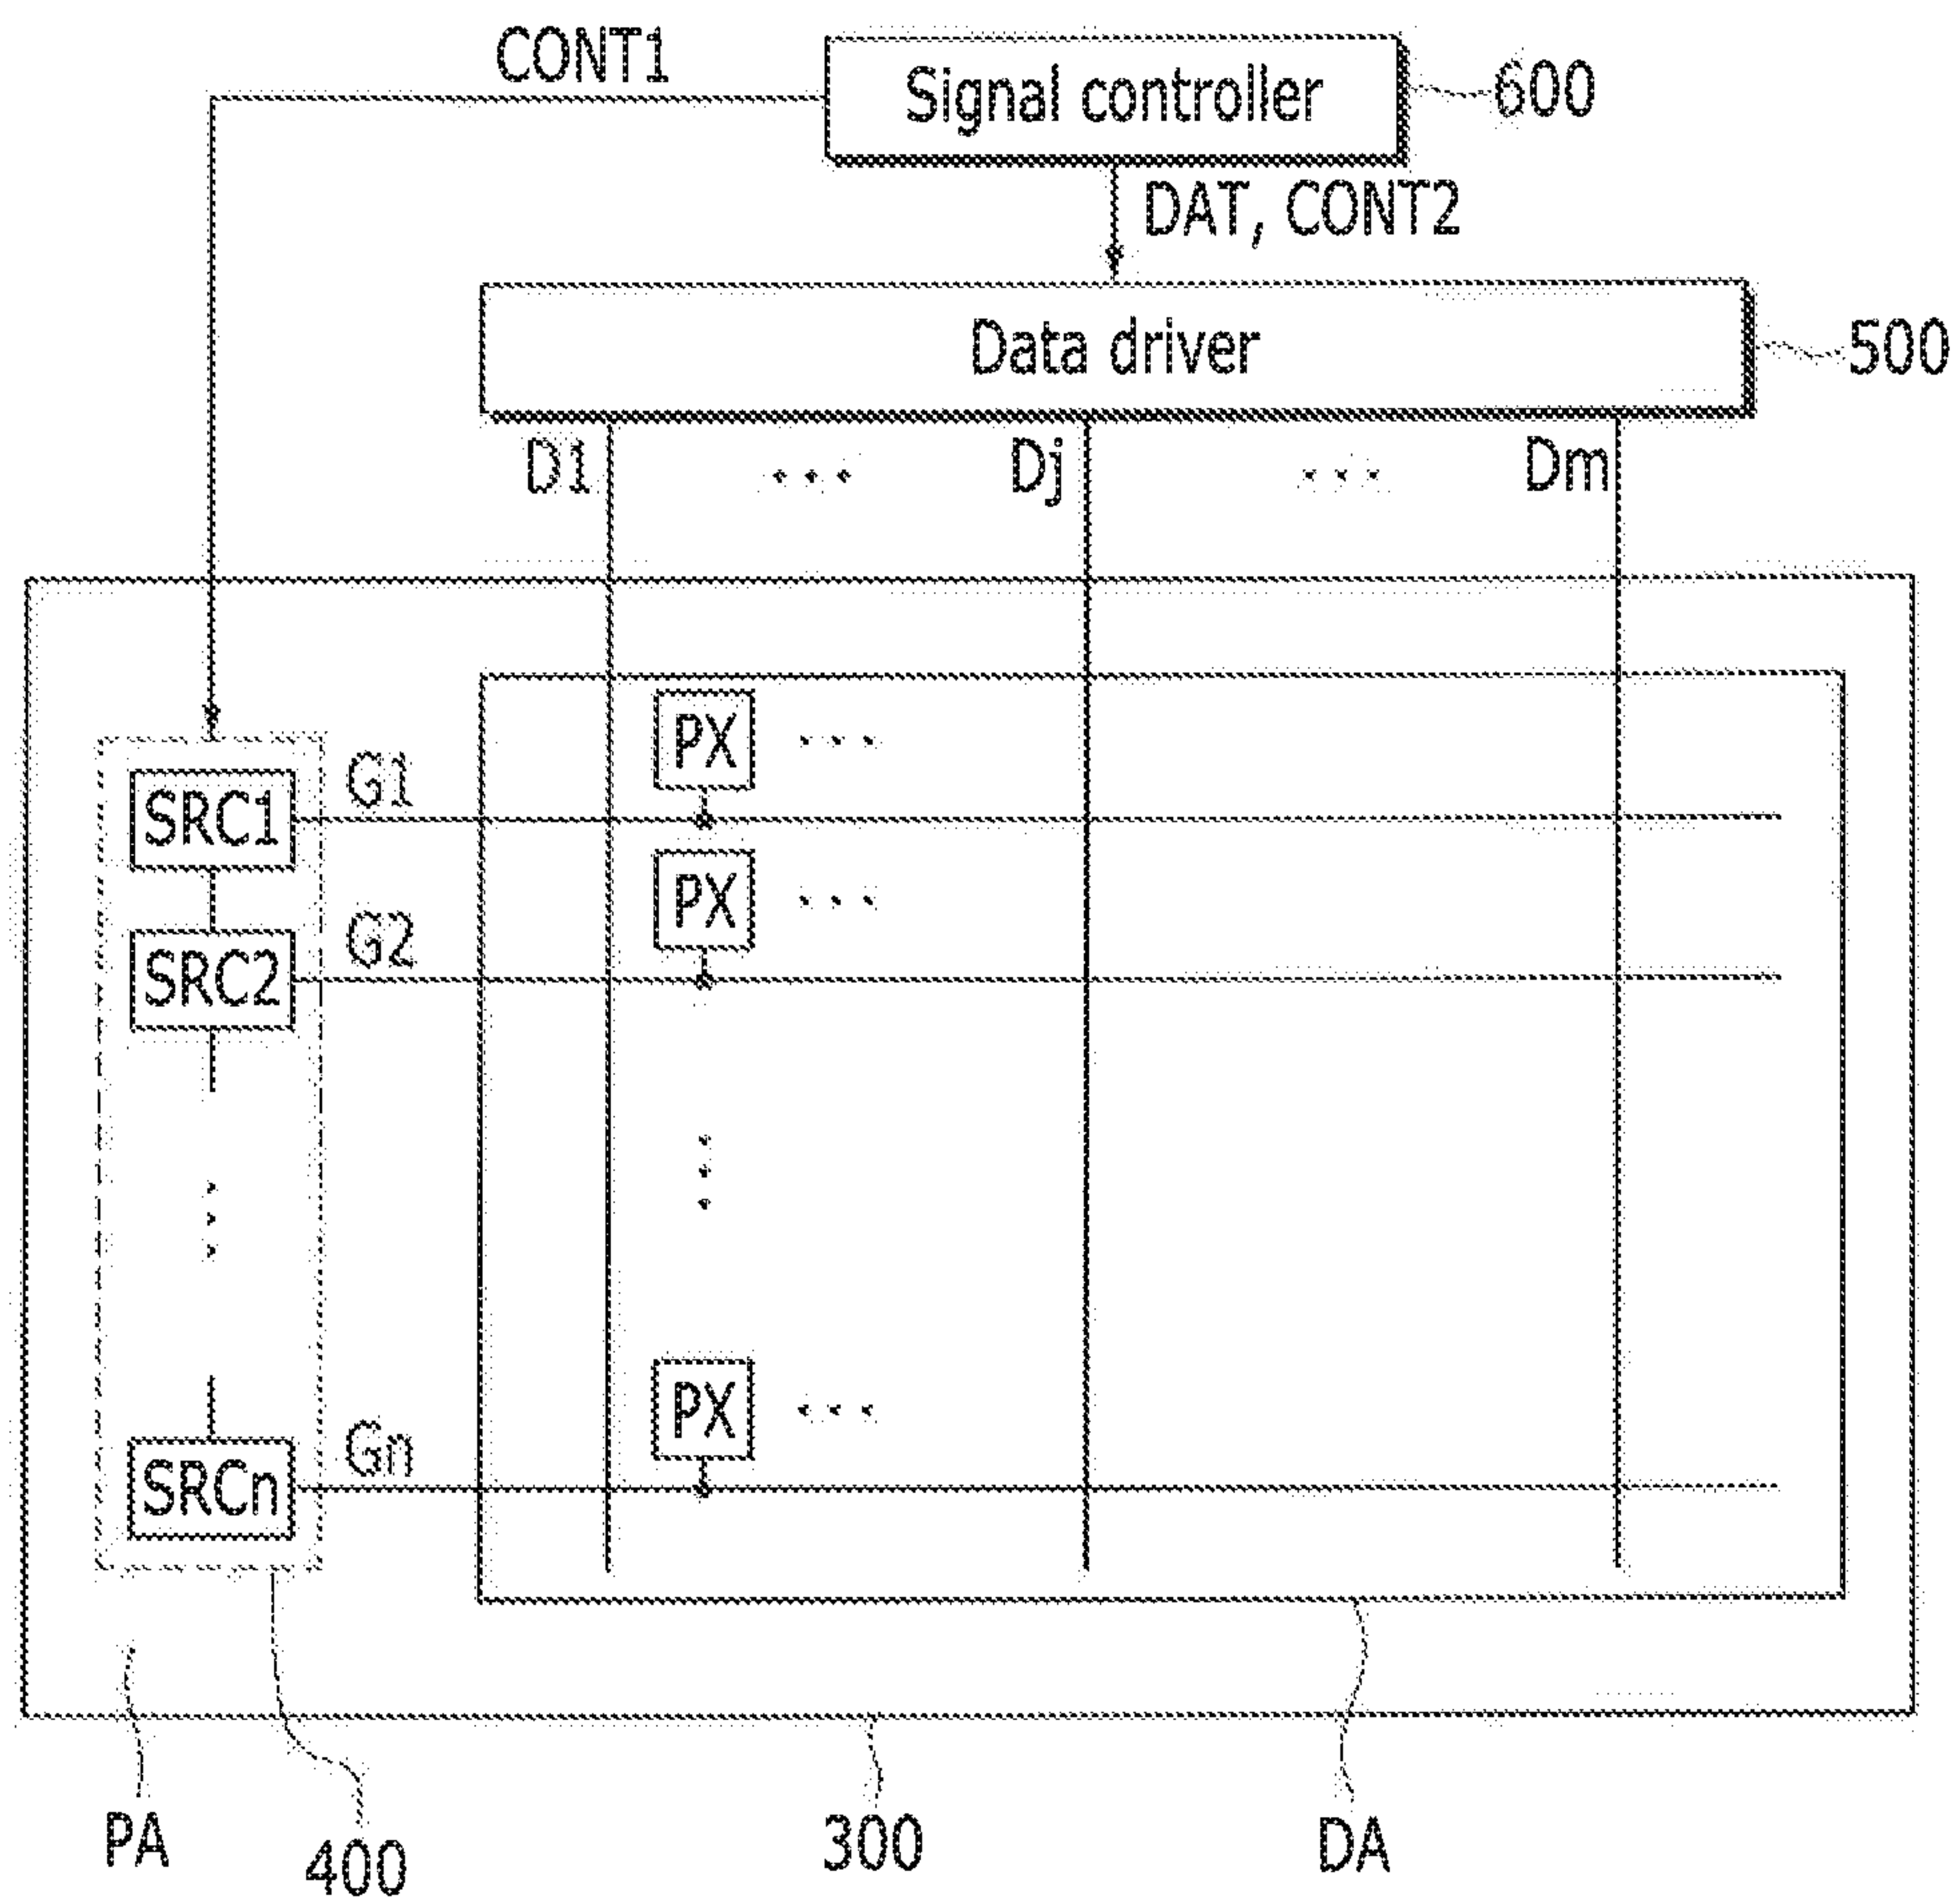 CONT1
Signal controller
600
DAT, CONT2
Data driver
500
D1 ... Dj ... Dm
PX ...
G1
SRC1
PX ...
G2
SRC2
PX ...
Gn
SRCn
PA
400
300
DA